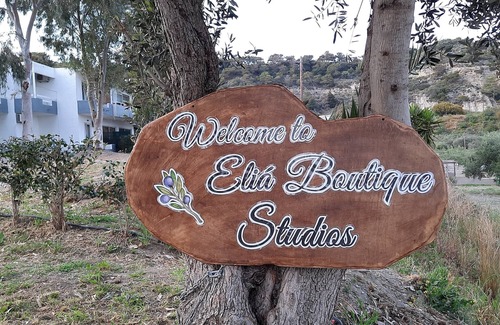 Welcome to
Eliá Boutique
Studios